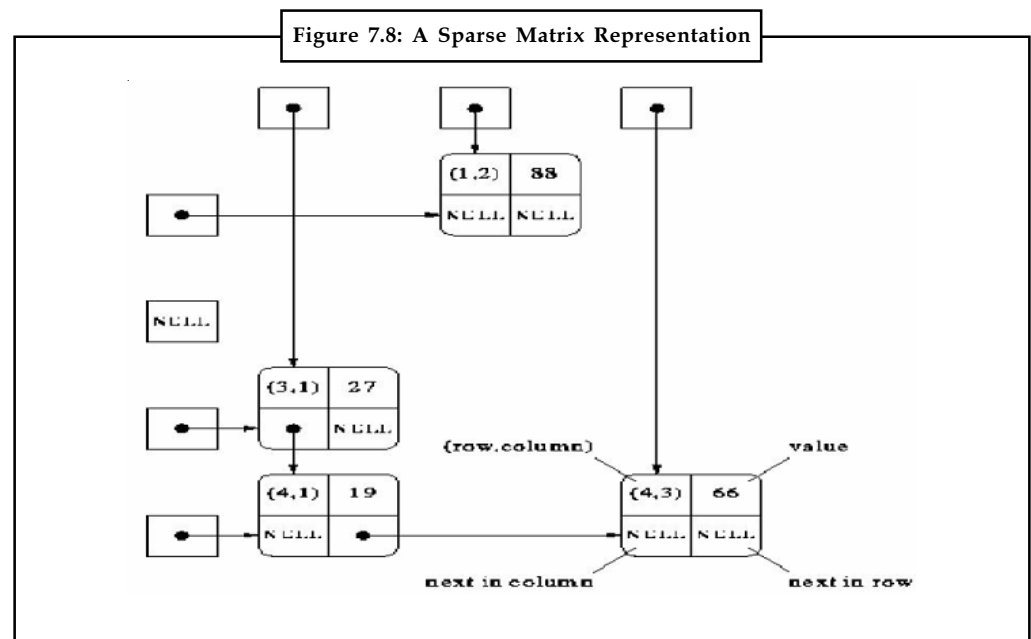 Figure 7.8: A Sparse Matrix Representation
(1,2) 88
NULL NULL
NULL
(3,1) 27
NULL
(row.column) value
(4,1) 19 (4,3) 66
NULL NULL NULL
next in column next in row